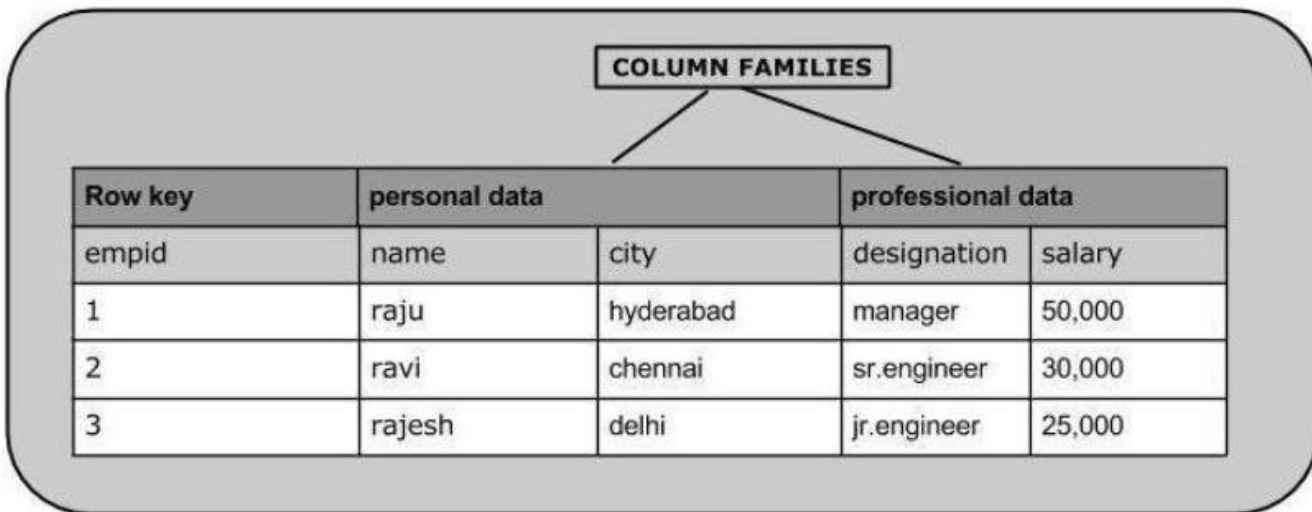 COLUMN FAMILIES
Row key personal data professional data
empid name city designation salary
1 raju hyderabad manager 50,000
2 ravi chennai sr.engineer 30,000
3 rajesh delhi jr.engineer 25,000